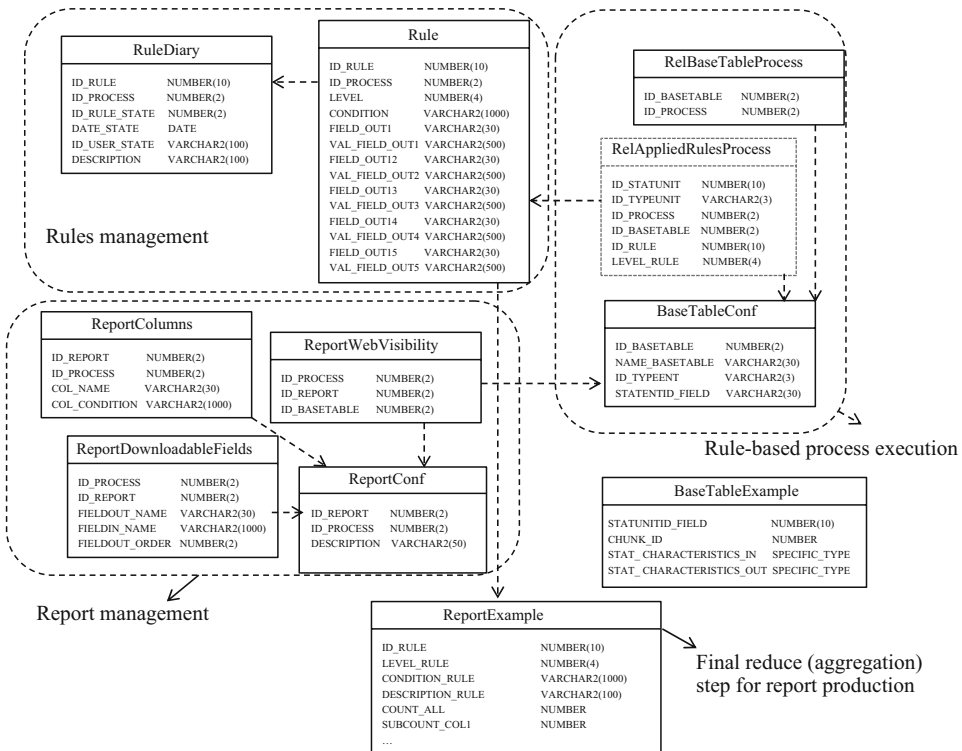 RuleDiary
ID_RULE NUMBER(10)
ID_PROCESS NUMBER(2)
ID_RULE_STATE NUMBER(2)
DATE_STATE DATE
ID_USER_STATE VARCHAR2(100)
DESCRIPTION VARCHAR2(100)
Rules management
Rule
ID_RULE NUMBER(10)
ID_PROCESS NUMBER(2)
LEVEL NUMBER(4)
CONDITION VARCHAR2(1000)
FIELD_OUT1 VARCHAR2(30)
VAL_FIELD_OUT1 VARCHAR2(500)
FIELD_OUT12 VARCHAR2(30)
VAL_FIELD_OUT2 VARCHAR2(500)
FIELD_OUT13 VARCHAR2(30)
VAL_FIELD_OUT3 VARCHAR2(500)
FIELD_OUT14 VARCHAR2(30)
VAL_FIELD_OUT4 VARCHAR2(500)
FIELD_OUT15 VARCHAR2(30)
VAL_FIELD_OUT5 VARCHAR2(500)
RelBaseTableProcess
ID_BASETABLE NUMBER(2)
ID_PROCESS NUMBER(2)
RelAppliedRulesProcess
ID_STATUNIT NUMBER(10)
ID_TYPEUNIT VARCHAR2(3)
ID_PROCESS NUMBER(2)
ID_BASETABLE NUMBER(2)
ID_RULE NUMBER(10)
LEVEL_RULE NUMBER(4)
BaseTableConf
ID_BASETABLE NUMBER(2)
NAME_BASETABLE VARCHAR2(30)
ID_TYPEENT VARCHAR2(3)
STATENTID_FIELD VARCHAR2(30)
Rule-based process execution
ReportColumns
ID_REPORT NUMBER(2)
ID_PROCESS NUMBER(2)
COL_NAME VARCHAR2(30)
COL_CONDITION VARCHAR2(1000)
ReportWebVisibility
ID_PROCESS NUMBER(2)
ID_REPORT NUMBER(2)
ID_BASETABLE NUMBER(2)
ReportDownloadableFields
ID_PROCESS NUMBER(2)
ID_REPORT NUMBER(2)
FIELDOUT_NAME VARCHAR2(30)
FIELDIN_NAME VARCHAR2(1000)
FIELDOUT_ORDER NUMBER(2)
ReportConf
ID_REPORT NUMBER(2)
ID_PROCESS NUMBER(2)
DESCRIPTION VARCHAR2(50)
Report management
BaseTableExample
STATUNITID_FIELD NUMBER(10)
CHUNK_ID NUMBER
STAT_CHARACTERISTICS_IN SPECIFIC_TYPE
STAT_CHARACTERISTICS_OUT SPECIFIC_TYPE
ReportExample
ID_RULE NUMBER(10)
LEVEL_RULE NUMBER(4)
CONDITION_RULE VARCHAR2(1000)
DESCRIPTION_RULE VARCHAR2(100)
COUNT_ALL NUMBER
SUBCOUNT_COL1 NUMBER
...
Final reduce (aggregation)
step for report production